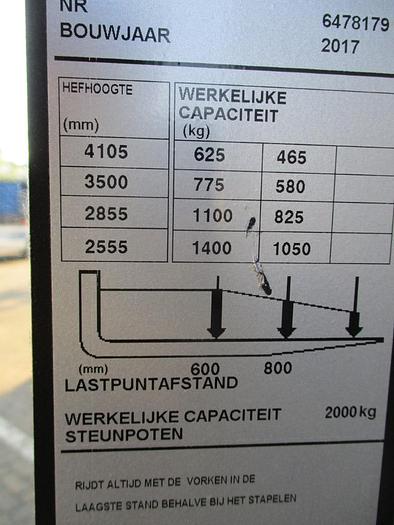 NR 6478179
BOUWJAAR 2017
HEFHOOGTE (mm) WERKELIJKE CAPACITEIT (kg)
4105 625 465
3500 775 580
2855 1100 825
2555 1400 1050
(mm) 600 800
LASTPUNTAFSTAND
WERKELIJKE CAPACITEIT 2000 kg
STEUNPOTEN
RIJDT ALTIJD MET DE VORKEN IN DE
LAAGSTE STAND BEHALVE BIJ HET STAPELEN